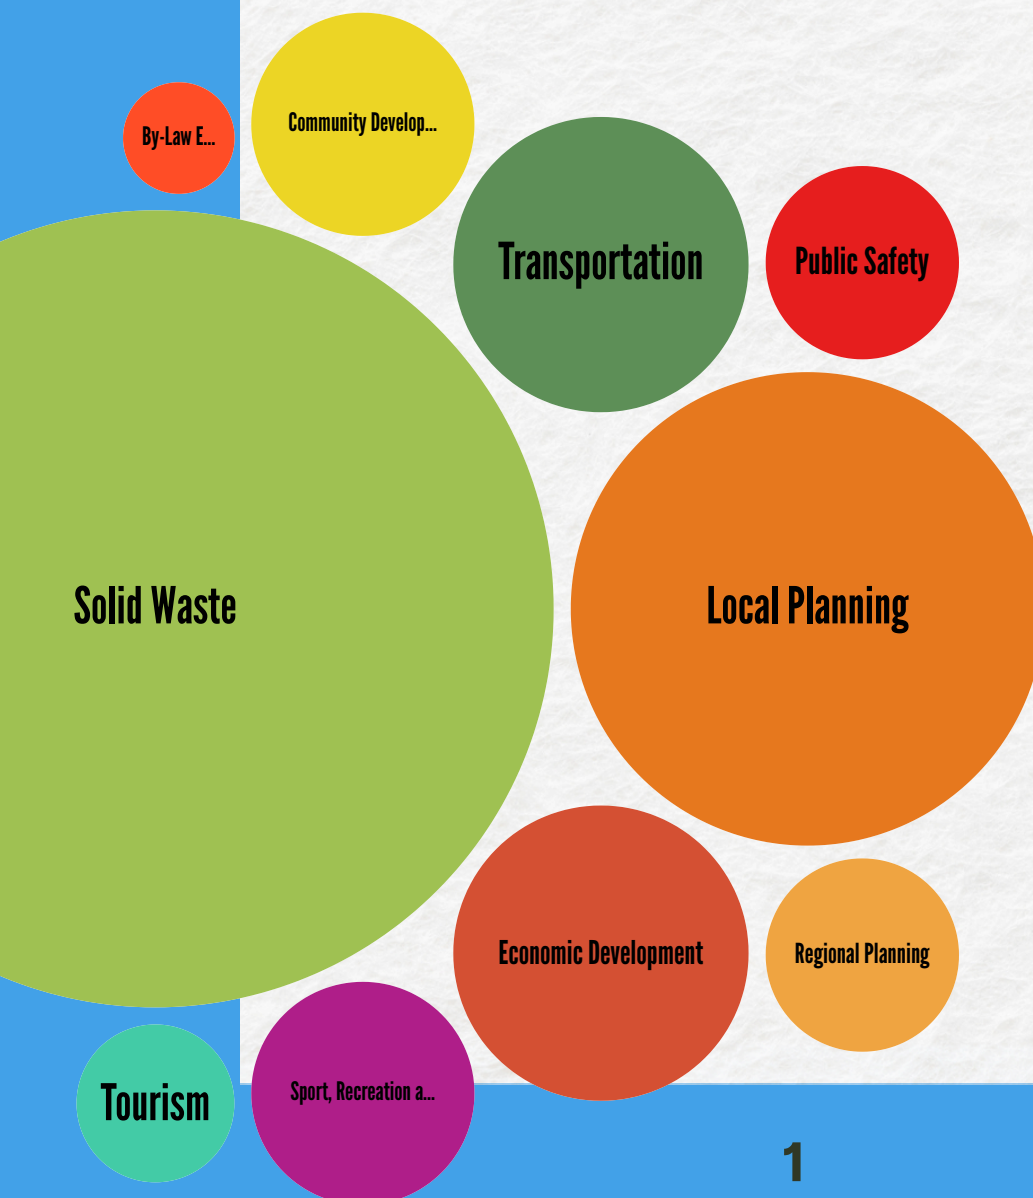 Community Develop...
By-Law E...
Transportation
Public Safety
Solid Waste
Local Planning
Economic Development
Regional Planning
Sport, Recreation a...
Tourism
1